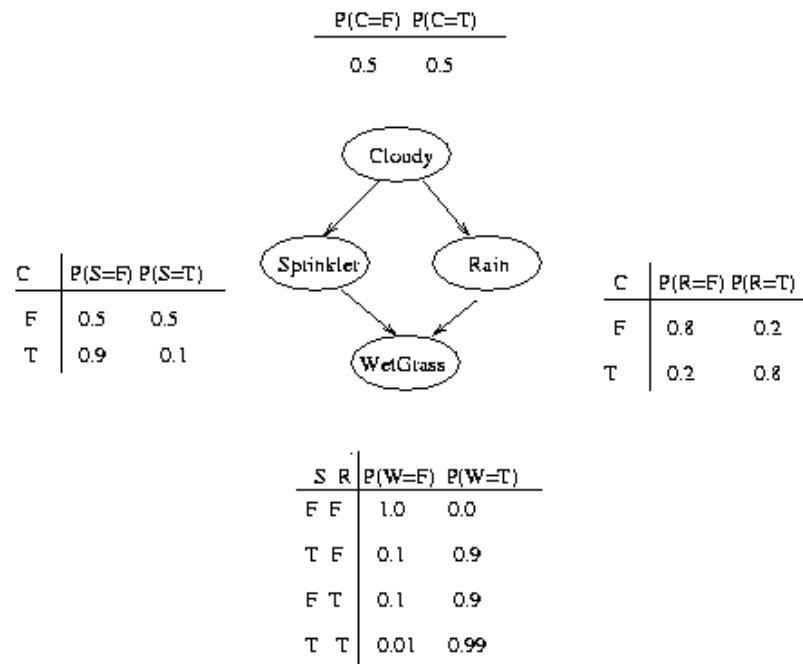 P(C=F) P(C=T)
0.5 0.5
Cloudy
Sprinkler
Rain
WetGrass
C P(S=F) P(S=T)
F 0.5 0.5
T 0.9 0.1
C P(R=F) P(R=T)
F 0.8 0.2
T 0.2 0.8
S R P(W=F) P(W=T)
F F 1.0 0.0
T F 0.1 0.9
F T 0.1 0.9
T T 0.01 0.99